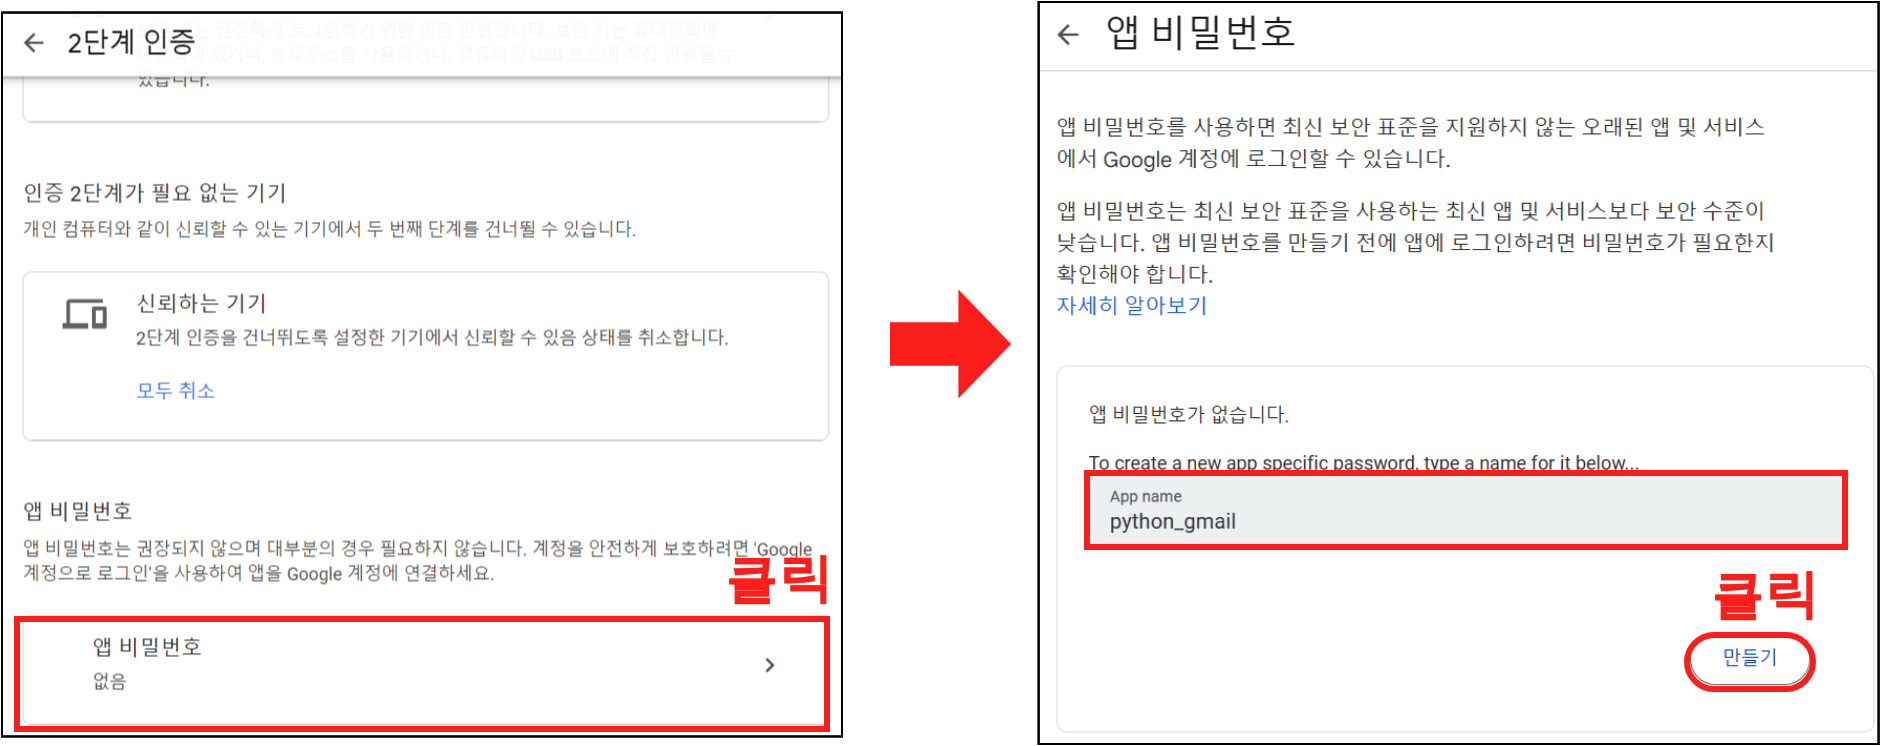 2단계 인증
있습니다.
인증 2단계가 필요 없는 기기
개인 컴퓨터와 같이 신뢰할 수 있는 기기에서 두 번째 단계를 건너뛸 수 있습니다.
신뢰하는 기기
2단계 인증을 건너뛰도록 설정한 기기에서 신뢰할 수 있음 상태를 취소합니다.
모두 취소
앱 비밀번호
앱 비밀번호는 권장되지 않으며 대부분의 경우 필요하지 않습니다. 계정을 안전하게 보호하려면 'Google
계정으로 로그인'을 사용하여 앱을 Google 계정에 연결하세요.
클릭
앱 비밀번호
없음
앱 비밀번호
앱 비밀번호를 사용하면 최신 보안 표준을 지원하지 않는 오래된 앱 및 서비스
에서 Google 계정에 로그인할 수 있습니다.
앱 비밀번호는 최신 보안 표준을 사용하는 최신 앱 및 서비스보다 보안 수준이
낮습니다. 앱 비밀번호를 만들기 전에 앱에 로그인하려면 비밀번호가 필요한지
확인해야 합니다.
자세히 알아보기
앱 비밀번호가 없습니다.
To create a new app specific password, type a name for it below...
App name
python_gmail
클릭
만들기